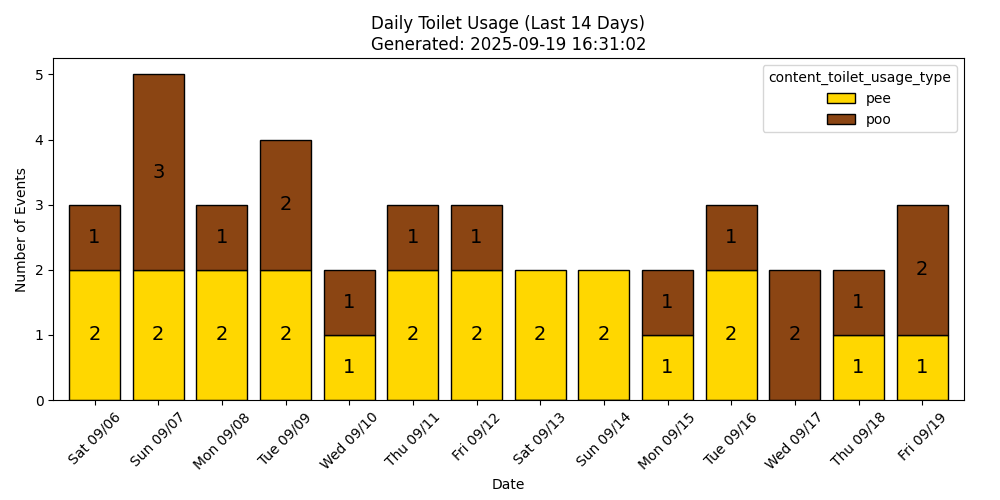 Daily Toilet Usage (Last 14 Days)
Generated: 2025-09-19 16:31:02
content_toilet_usage_type
pee
poo
Number of Events
5
4
3
2
1
0
1
3
1
2
1
1
1
1
1
1
2
2
2
2
2
1
2
2
2
2
1
2
2
1
1
Sat 09/06
Sun 09/07
Mon 09/08
Tue 09/09
Wed 09/10
Thu 09/11
Fri 09/12
Sat 09/13
Sun 09/14
Mon 09/15
Tue 09/16
Wed 09/17
Thu 09/18
Fri 09/19
Date